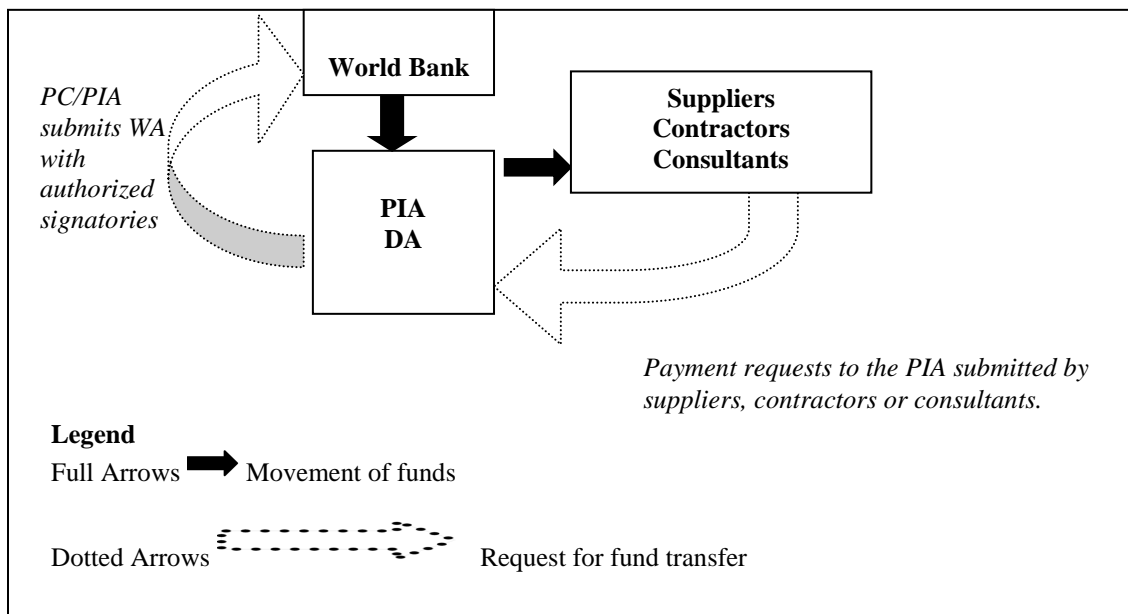 World Bank
PC/PIA
submits WA
with
authorized
signatories
Suppliers
Contractors
Consultants
PIA
DA
Payment requests to the PIA submitted by
suppliers, contractors or consultants.
Legend
Full Arrows Movement of funds
Dotted Arrows Request for fund transfer